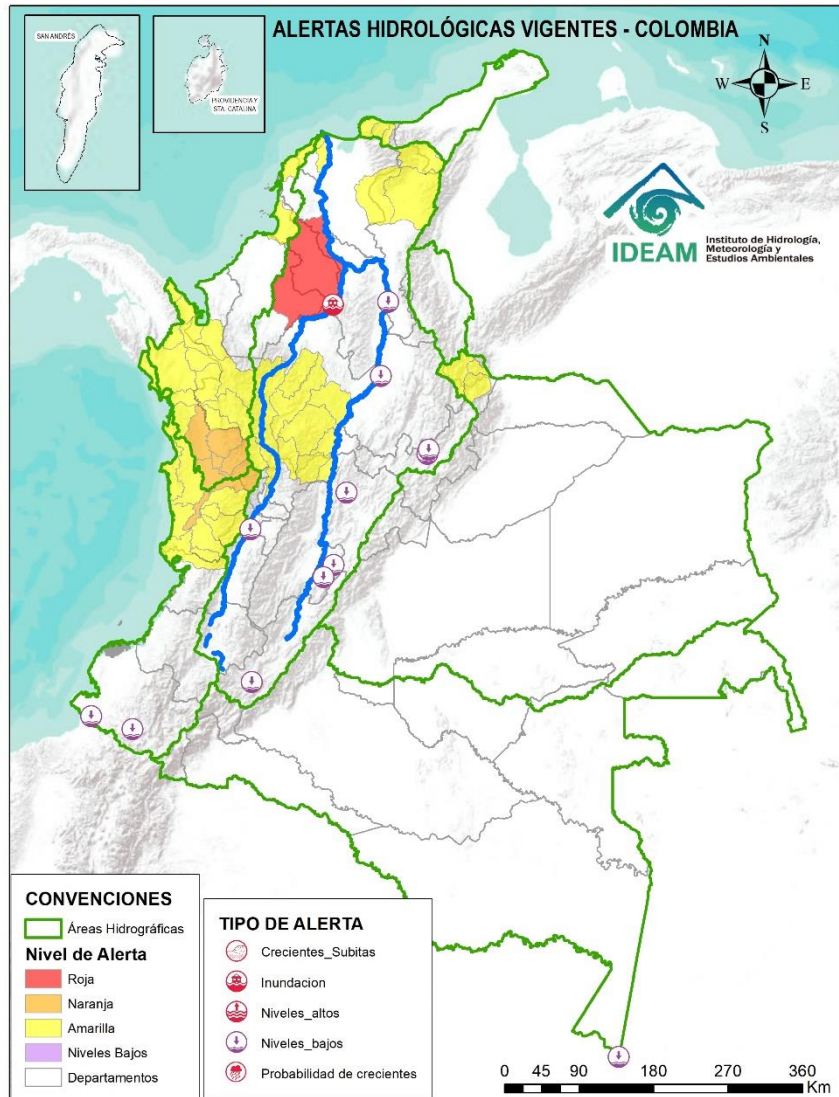 ALERTAS HIDROLÓGICAS VIGENTES - COLOMBIA
SAN ANDRÉS
PROVIDENCIA Y
STA. CATALINA
N
W
E
S
IDEAM
Instituto de Hidrología,
Meteorología y
Estudios Ambientales
CONVENCIONES
Áreas Hidrográficas
Nivel de Alerta
Roja
Naranja
Amarilla
Niveles Bajos
Departamentos
TIPO DE ALERTA
Crecientes_Subitas
Inundacion
Niveles_altos
Niveles_bajos
Probabilidad de crecientes
0 45 90 180 270 360
Km